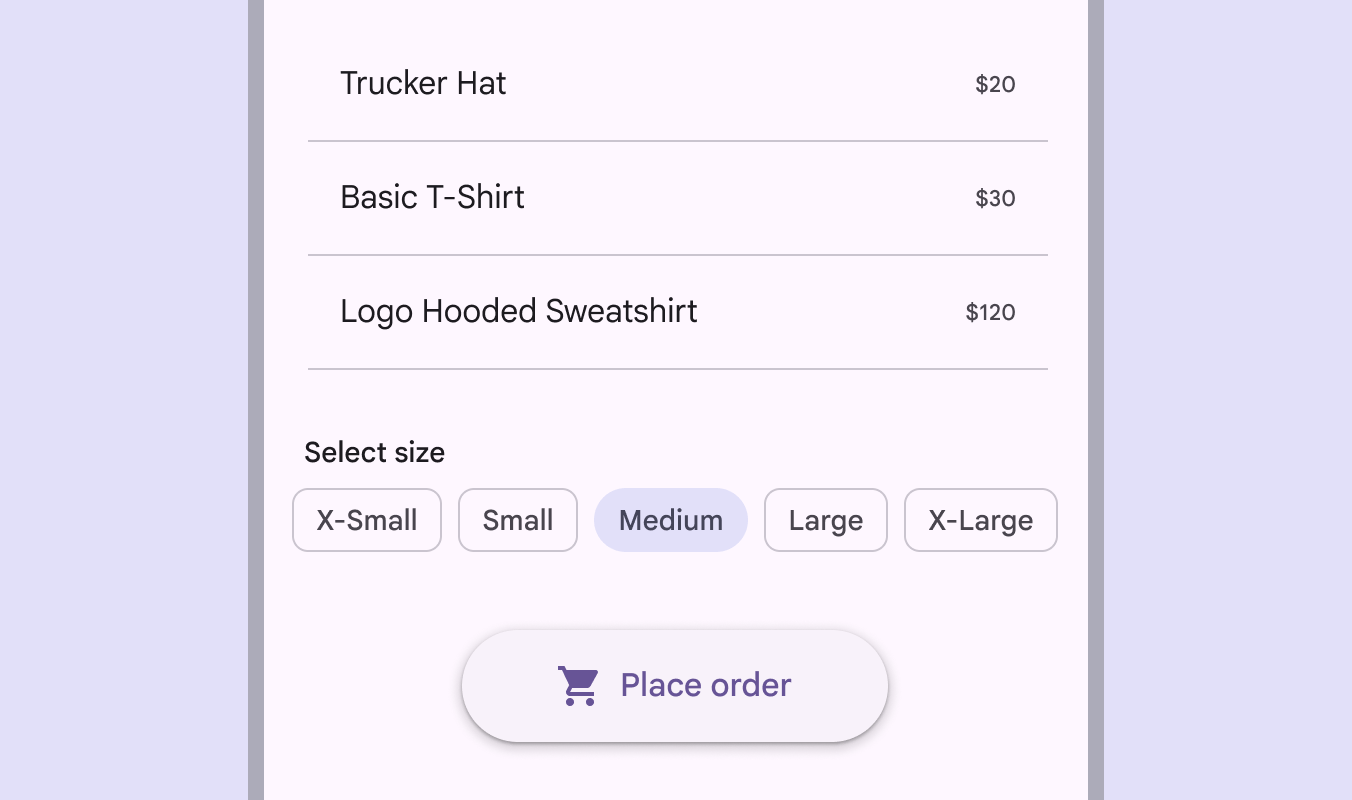 Trucker Hat $20
Basic T-Shirt $30
Logo Hooded Sweatshirt $120
Select size
X-Small Small Medium Large X-Large
Place order